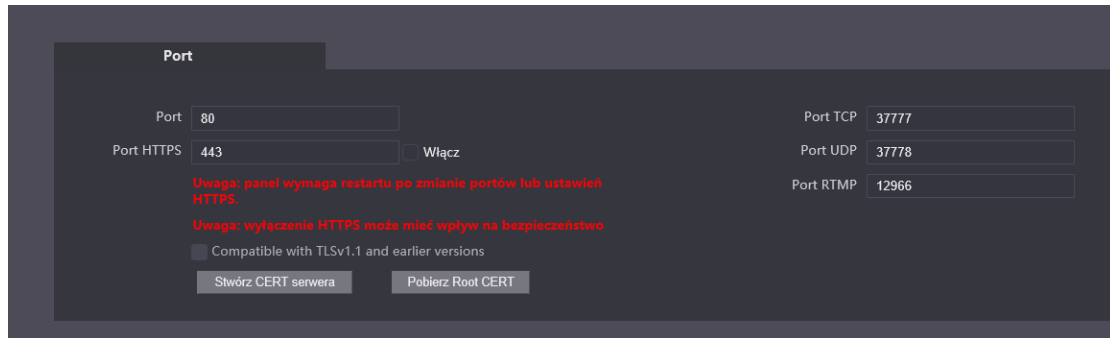 Port
Port 80
Port HTTPS 443 Włącz
Uwaga: panel wymaga restartu po zmianie portów lub ustawień
HTTPS.
Uwaga: wyłączenie HTTPS może mieć wpływ na bezpieczeństwo
Compatible with TLSv1.1 and earlier versions
Stwórz CERT serwera Pobierz Root CERT
Port TCP 37777
Port UDP 37778
Port RTMP 12966